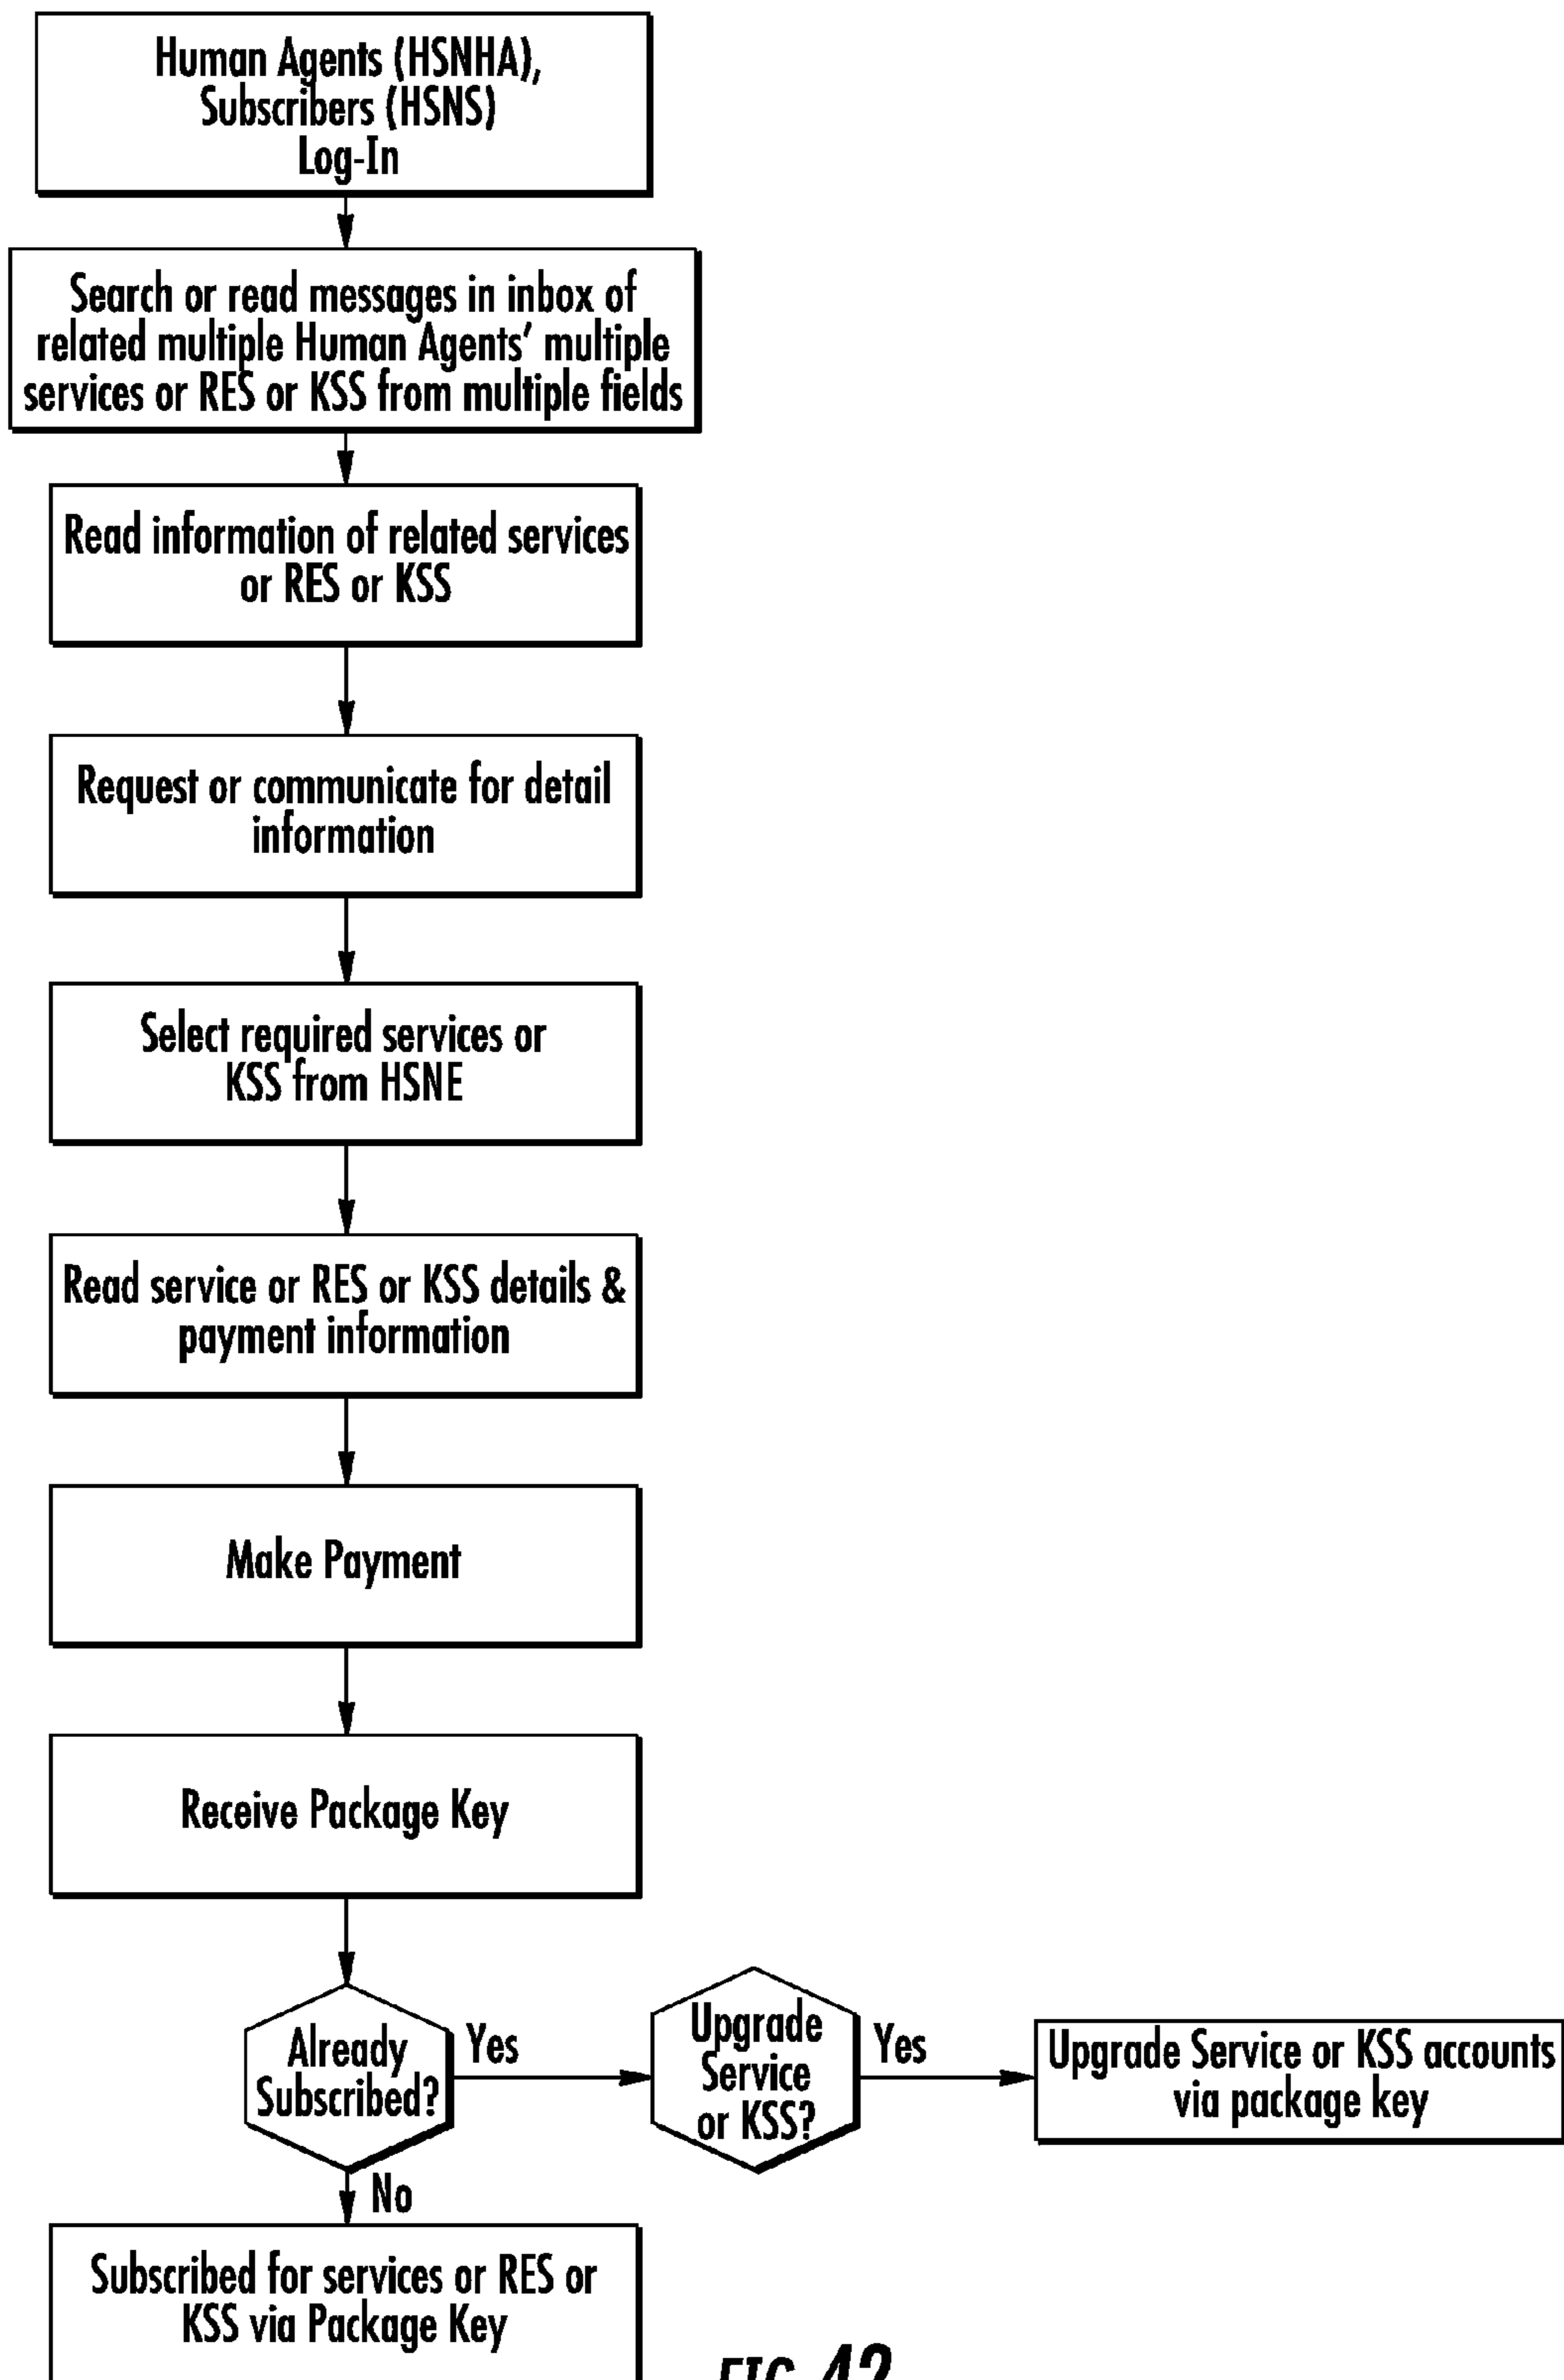 Human Agents (HSNHA),
Subscribers (HSNS)
Log-In
Search or read messages in inbox of
related multiple Human Agents' multiple
services or RES or KSS from multiple fields
Read information of related services
or RES or KSS
Request or communicate for detail
information
Select required services or
KSS from HSNE
Read service or RES or KSS details &
payment information
Make Payment
Receive Package Key
Already
Subscribed?
Yes
Upgrade
Service
or KSS?
Yes
Upgrade Service or KSS accounts
via package key
No
Subscribed for services or RES or
KSS via Package Key
FIG. 42